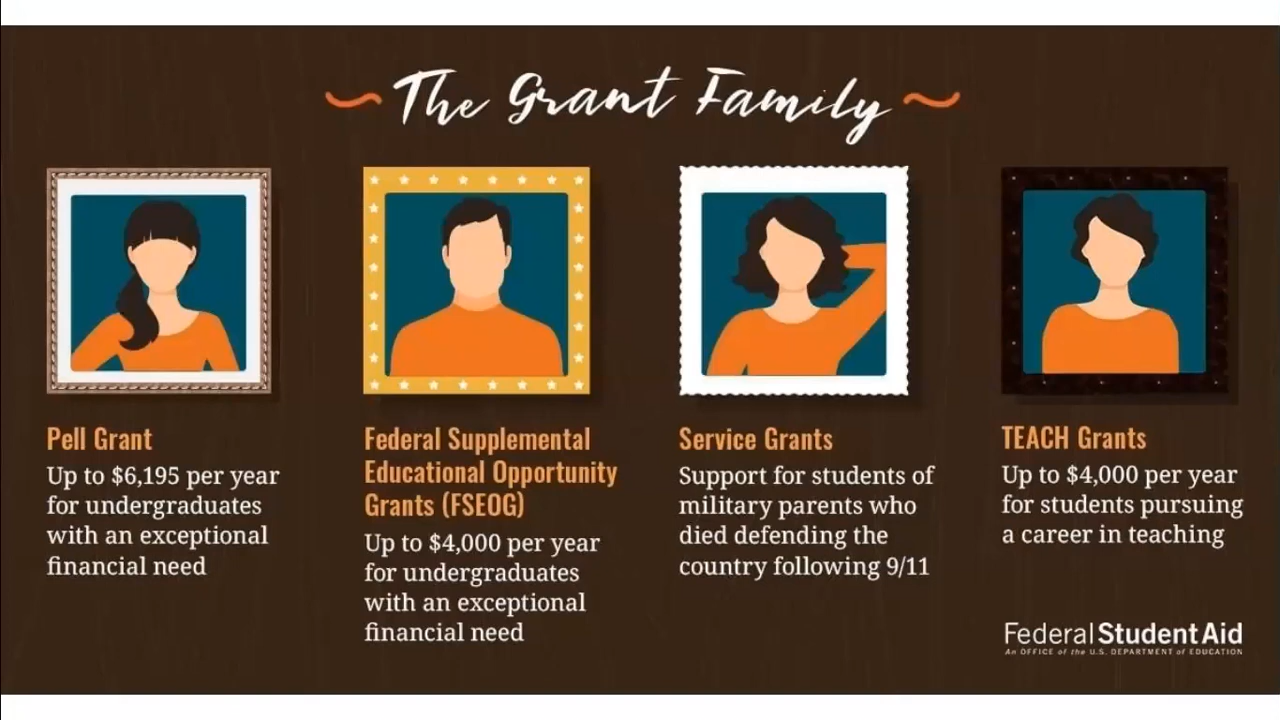 The Grant Family
Pell Grant
Up to $6,195 per year
for undergraduates
with an exceptional
financial need
Federal Supplemental
Educational Opportunity
Grants (FSEOG)
Up to $4,000 per year
for undergraduates
with an exceptional
financial need
Service Grants
Support for students of
military parents who
died defending the
country following 9/11
TEACH Grants
Up to $4,000 per year
for students pursuing
a career in teaching
Federal Student Aid
An OFFICE of the U.S. DEPARTMENT of EDUCATION